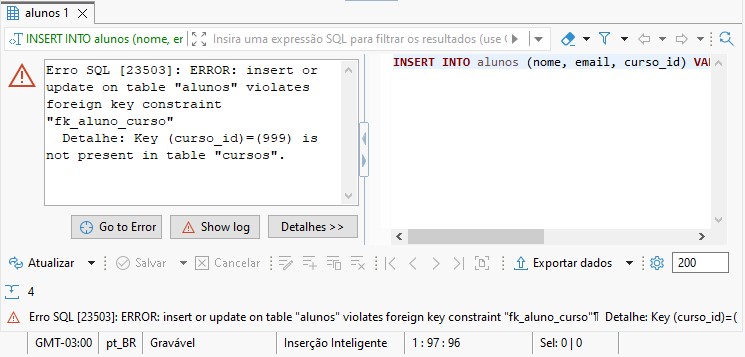 alunos 1
INSERT INTO alunos (nome, er
Insira uma expressão SQL para filtrar os resultados (use
Erro SQL [23503]: ERROR: insert or
update on table "alunos" violates
foreign key constraint
"fk_aluno_curso"
Detalhe: Key (curso_id)=(999) is
not present in table "cursos".
INSERT INTO alunos (nome, email, curso_id) VA
Go to Error
Show log
Detalhes >>
Atualizar
Salvar
Cancelar
Exportar dados
200
4
Erro SQL [23503]: ERROR: insert or update on table "alunos" violates foreign key constraint "fk_aluno_curso"¶ Detalhe: Key (curso_id)=(
GMT-03:00
pt_BR
Gravável
Inserção Inteligente
1 : 97 : 96
Sel: 0 | 0